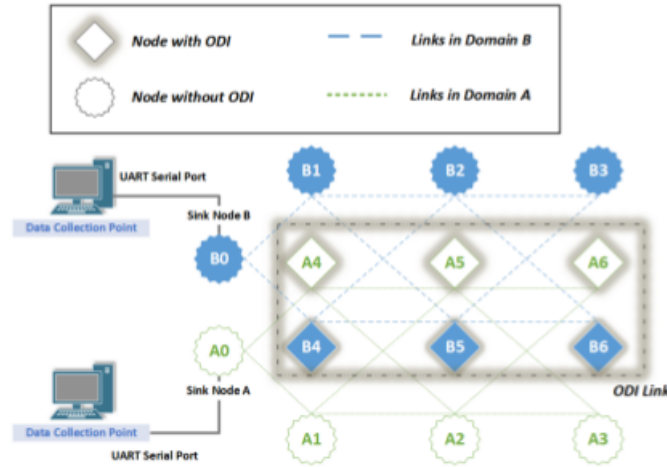 Node with ODI
Links in Domain B
Node without ODI
Links in Domain A
UART Serial Port
B1
B2
B3
Sink Node B
Data Collection Point
B0
A4
A5
A6
A0
B4
B5
B6
Sink Node A
ODI Link
Data Collection Point
A1
A2
A3
UART Serial Port